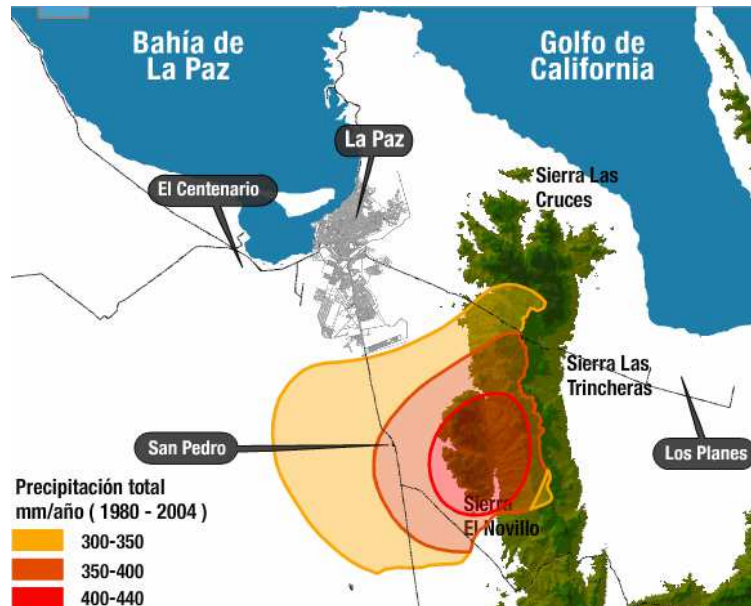 Bahía de
La Paz
Golfo de
California
La Paz
El Centenario
Sierra Las
Cruces
Sierra Las
Trincheras
San Pedro
Los Planes
Sierra
El Novillo
Precipitación total
mm/año ( 1980 - 2004 )
300-350
350-400
400-440